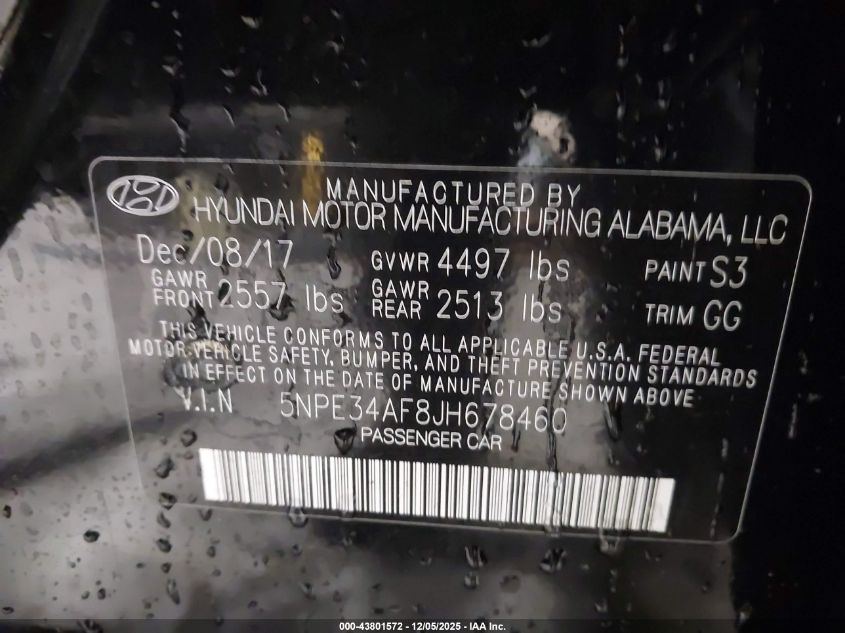 MANUFACTURED BY
HYUNDAI MOTOR MANUFACTURING ALABAMA, LLC
Dec/08/17 GVWR 4497 lbs PAINT S3
GAWR FRONT 2557 lbs GAWR REAR 2513 lbs TRIM GG
THIS VEHICLE CONFORMS TO ALL APPLICABLE U.S.A. FEDERAL
MOTOR VEHICLE SAFETY, BUMPER, AND THEFT PREVENTION STANDARDS
IN EFFECT ON THE DATE OF MANUFACTURE SHOWN ABOVE
V.I.N 5NPE34AF8JH678460
PASSENGER CAR
000-43801572 - 12/05/2025 - IAA Inc.